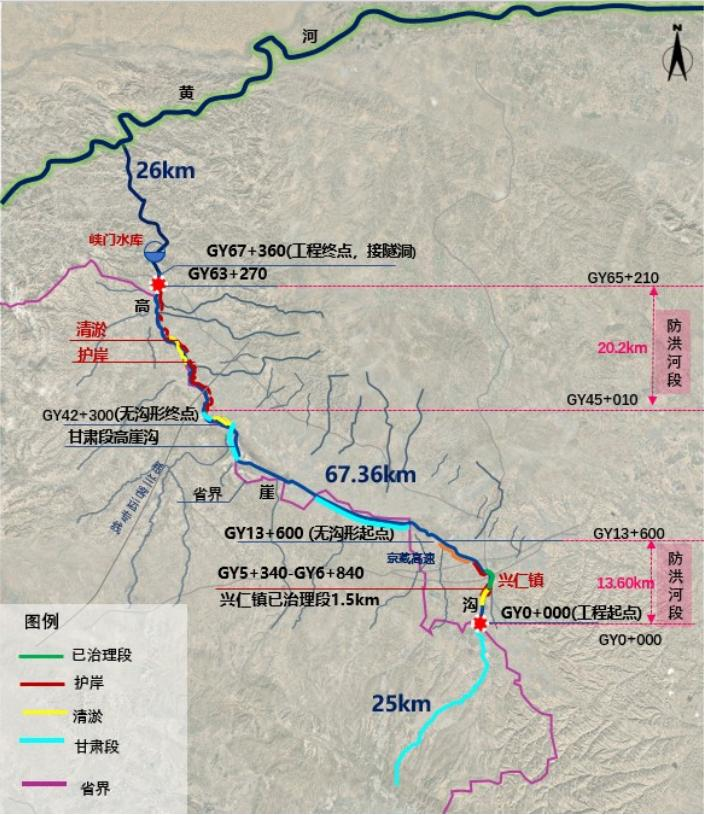 N
河
黄
26km
峡门水库
GY67+360(工程终点，接隧洞)
GY63+270
GY65+210
高
清淤
护岸
防洪河段
20.2km
GY45+010
GY42+300(无沟形终点)
甘肃段高崖沟
67.36km
省界
崖
GY13+600 (无沟形起点)
GY13+600
京藏高速
防洪河段
GY5+340-GY6+840
兴仁镇
13.60km
兴仁镇已治理段1.5km
沟
GY0+000(工程起点)
GY0+000
25km
图例
已治理段
护岸
清淤
甘肃段
省界